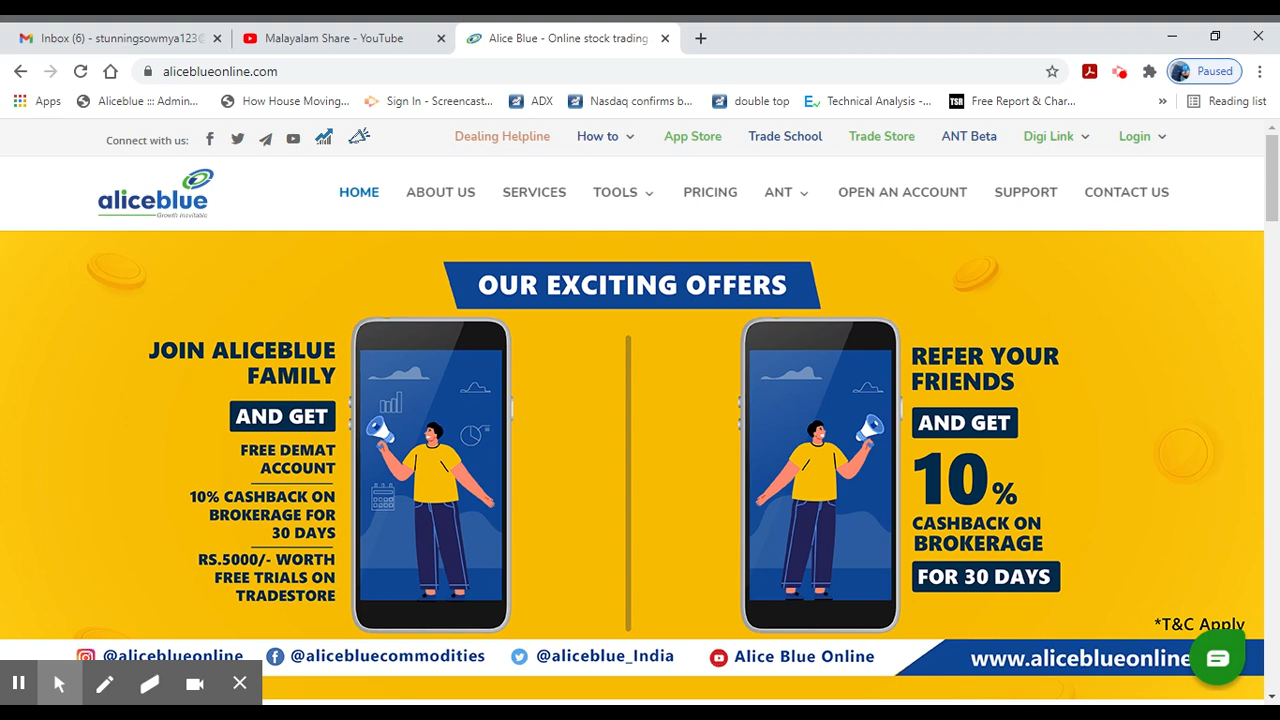 Inbox (6) - stunningsowmya123@
Malayalam Share - YouTube
Alice Blue - Online stock trading
aliceblueonline.com
Paused
Apps
Aliceblue ::: Admin...
How House Moving...
Sign In - Screencast...
ADX
Nasdaq confirms b...
double top
Technical Analysis -...
TSR
Free Report & Char...
»
Reading list
Connect with us:
Dealing Helpline
How to
App Store
Trade School
Trade Store
ANT Beta
Digi Link
Login
aliceblue
Growth Inevitable
HOME
ABOUT US
SERVICES
TOOLS
PRICING
ANT
OPEN AN ACCOUNT
SUPPORT
CONTACT US
OUR EXCITING OFFERS
JOIN ALICEBLUE
FAMILY
AND GET
FREE DEMAT
ACCOUNT
10% CASHBACK ON
BROKERAGE FOR
30 DAYS
RS.5000/- WORTH
FREE TRIALS ON
TRADESTORE
REFER YOUR
FRIENDS
AND GET
10%
CASHBACK ON
BROKERAGE
FOR 30 DAYS
*T&C Apply
@aliceblueonline
@alicebluecommodities
@aliceblue_India
Alice Blue Online
www.aliceblueonline